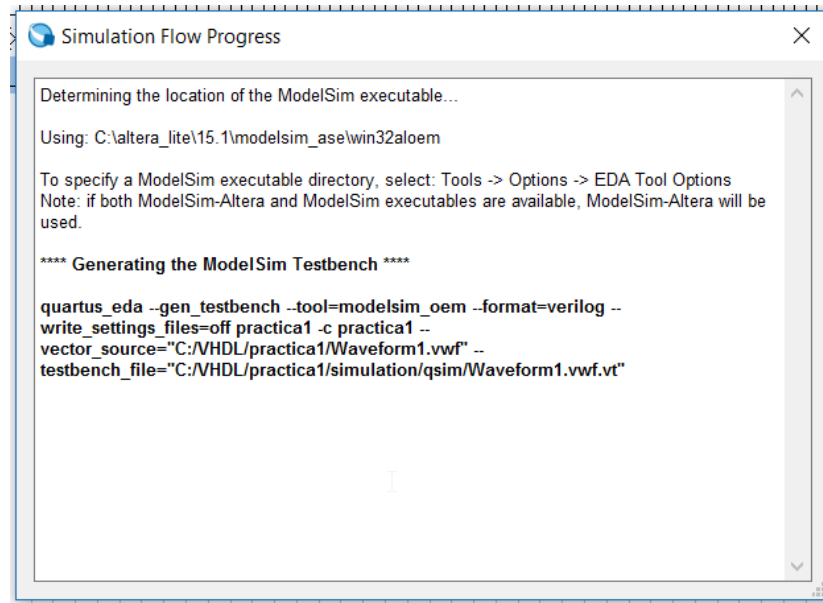 Simulation Flow Progress
Determining the location of the ModelSim executable...
Using: C:\altera_lite\15.1\modelsim_ase\win32aloem
To specify a ModelSim executable directory, select: Tools -> Options -> EDA Tool Options
Note: if both ModelSim-Altera and ModelSim executables are available, ModelSim-Altera will be
used.
**** Generating the ModelSim Testbench ****
quartus_eda --gen_testbench --tool=modelsim_oem --format=verilog --
write_settings_files=off practica1 -c practica1 --
vector_source="C:/VHDL/practica1/Waveform1.vwf" --
testbench_file="C:/VHDL/practica1/simulation/qsim/Waveform1.vwf.vt"